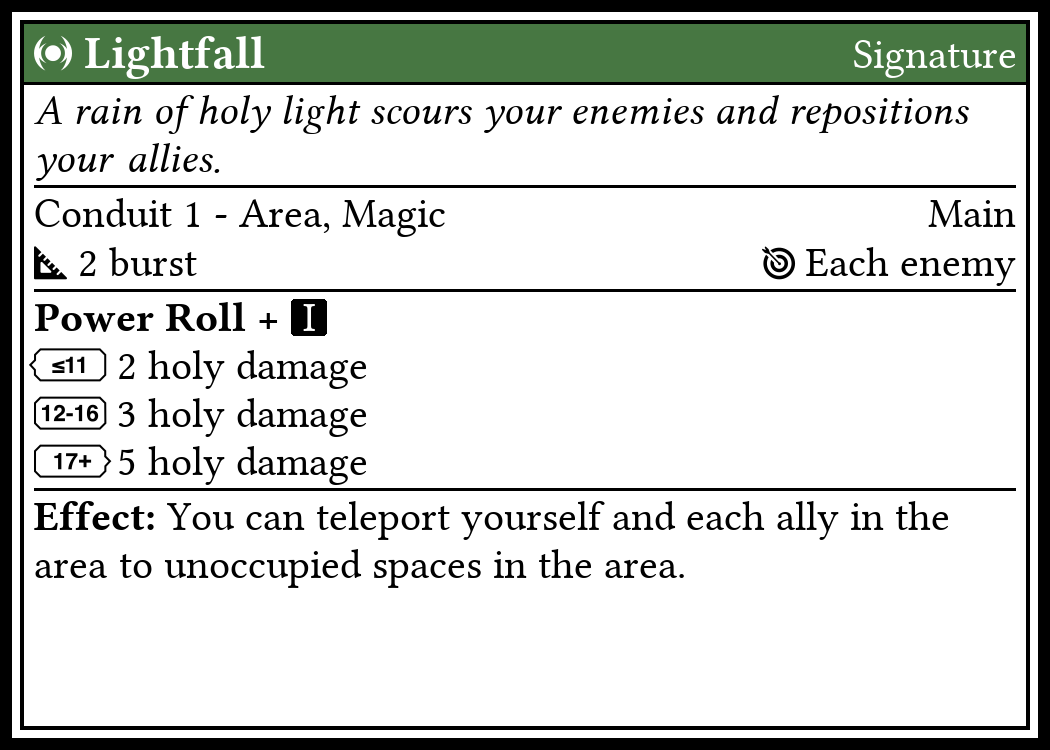 Lightfall Signature
A rain of holy light scours your enemies and repositions
your allies.
Conduit 1 - Area, Magic Main
2 burst Each enemy
Power Roll + I
≤11 2 holy damage
12-16 3 holy damage
17+ 5 holy damage
Effect: You can teleport yourself and each ally in the
area to unoccupied spaces in the area.